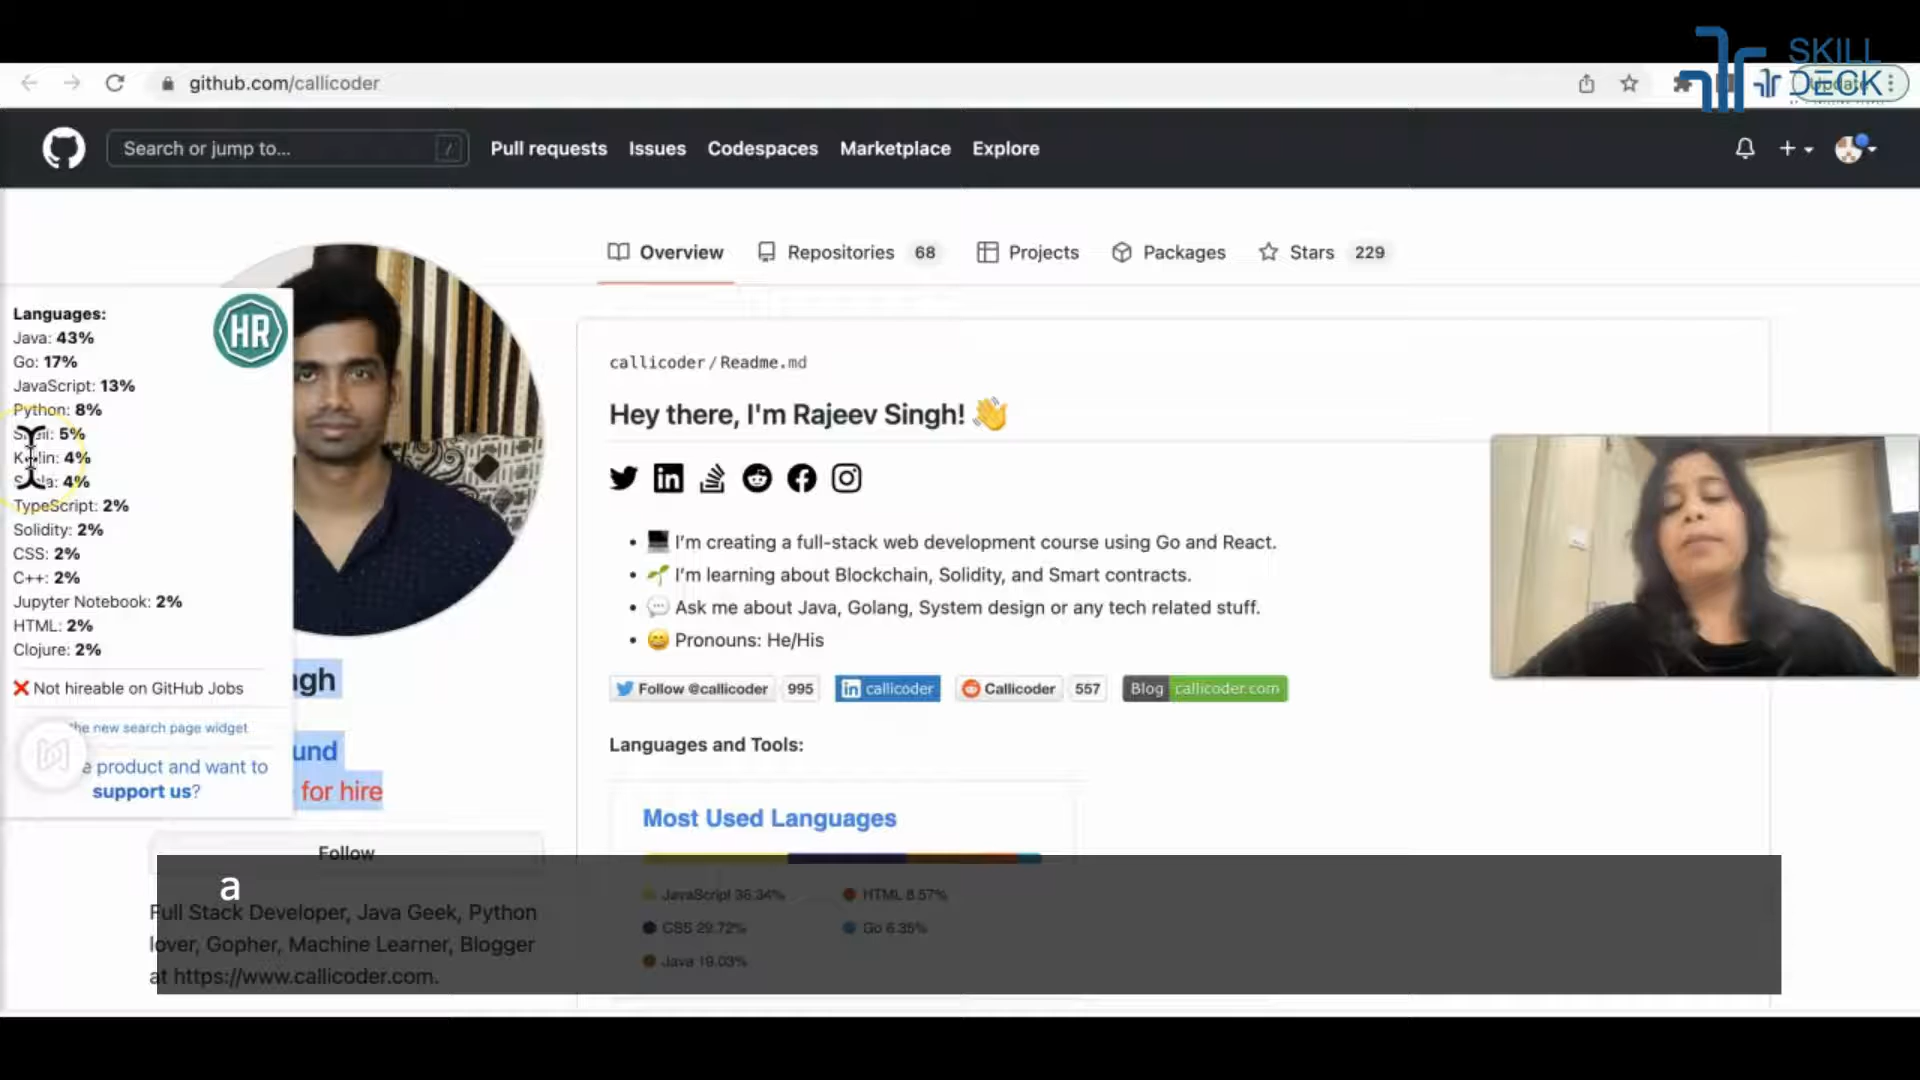 SKILL
DECK
github.com/callicoder
Search or jump to... /
Pull requests Issues Codespaces Marketplace Explore
Overview Repositories 68 Projects Packages Stars 229
Languages:
Java: 43%
Go: 17%
JavaScript: 13%
Python: 8%
5%
4%
4%
TypeScript: 2%
Solidity: 2%
CSS: 2%
C++: 2%
Jupyter Notebook: 2%
HTML: 2%
Clojure: 2%
❌ Not hireable on GitHub Jobs
the new search page widget
e product and want to
support us?
HR
ngh
und
for hire
Follow
Full Stack Developer, Java Geek, Python
lover, Gopher, Machine Learner, Blogger
at https://www.callicoder.com.
callicoder / Readme.md
Hey there, I'm Rajeev Singh! 👋
• 💻 I'm creating a full-stack web development course using Go and React.
• 🌱 I'm learning about Blockchain, Solidity, and Smart contracts.
• 💬 Ask me about Java, Golang, System design or any tech related stuff.
• 😄 Pronouns: He/His
Follow @callicoder 995 in callicoder Callicoder 557 Blog callicoder.com
Languages and Tools:
Most Used Languages
JavaScript 36.34% HTML 8.57%
CSS 29.72% Go 6.35%
Java 19.03%
a